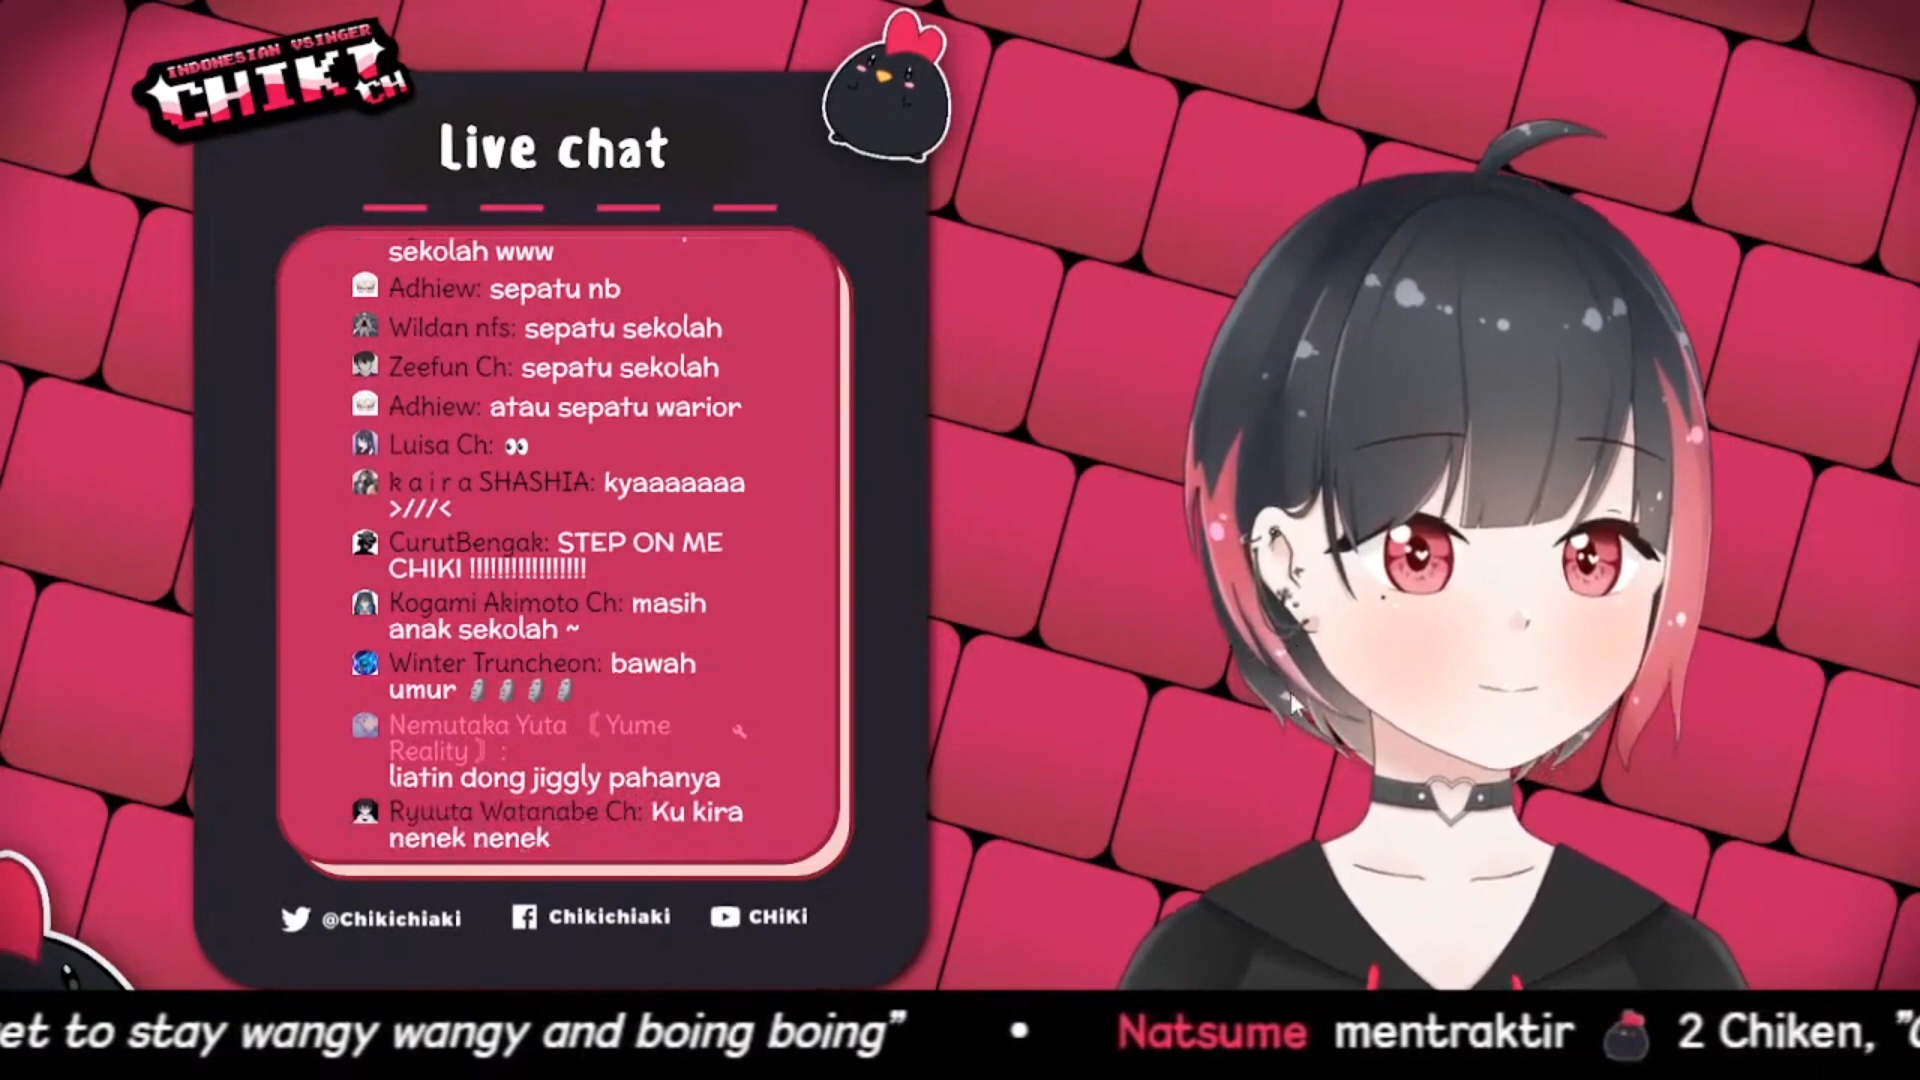 INDONESIAN VSINGER
CHIKI
CH
Live chat
sekolah www
Adhiew: sepatu nb
Wildan nfs: sepatu sekolah
Zeefun Ch: sepatu sekolah
Adhiew: atau sepatu warior
Luisa Ch: 👀
k a i r a SHASHIA: kyaaaaaaa
>///<
CurutBengak: STEP ON ME
CHIKI !!!!!!!!!!!!!!!!!
Kogami Akimoto Ch: masih
anak sekolah ~
Winter Truncheon: bawah
umur 🗿 🗿 🗿 🗿
Nemutaka Yuta 〘Yume
Reality〙:
liatin dong jiggly pahanya
Ryuuta Watanabe Ch: Ku kira
nenek nenek
@Chikichiaki Chikichiaki CHiKi
to stay wangy wangy and boing boing” • Natsume mentraktir 2 Chiken,